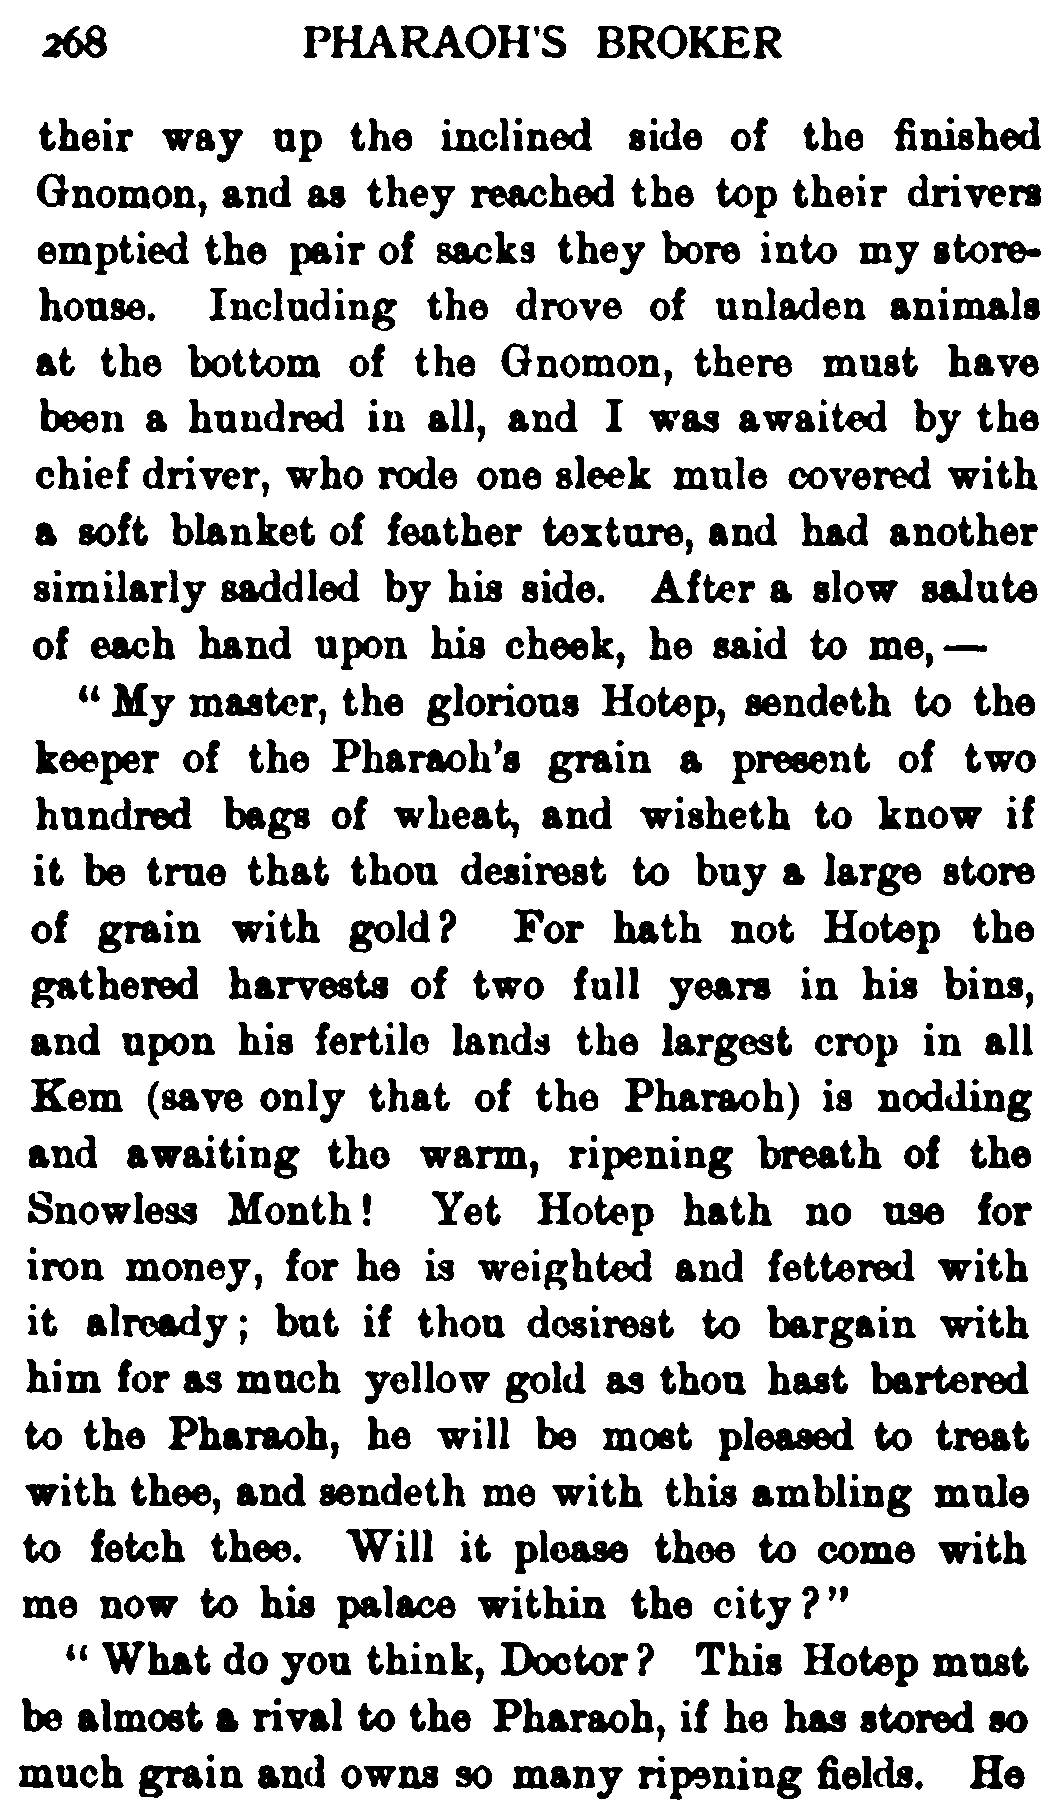 268 PHARAOH'S BROKER
their way up the inclined side of the finished
Gnomon, and as they reached the top their drivers
emptied the pair of sacks they bore into my store-
house. Including the drove of unladen animals
at the bottom of the Gnomon, there must have
been a hundred in all, and I was awaited by the
chief driver, who rode one sleek mule covered with
a soft blanket of feather texture, and had another
similarly saddled by his side. After a slow salute
of each hand upon his cheek, he said to me,—
"My master, the glorious Hotep, sendeth to the
keeper of the Pharaoh's grain a present of two
hundred bags of wheat, and wisheth to know if
it be true that thou desirest to buy a large store
of grain with gold? For hath not Hotep the
gathered harvests of two full years in his bins,
and upon his fertile lands the largest crop in all
Kem (save only that of the Pharaoh) is nodding
and awaiting the warm, ripening breath of the
Snowless Month! Yet Hotep hath no use for
iron money, for he is weighted and fettered with
it already; but if thou desirest to bargain with
him for as much yellow gold as thou hast bartered
to the Pharaoh, he will be most pleased to treat
with thee, and sendeth me with this ambling mule
to fetch thee. Will it please thee to come with
me now to his palace within the city?"
"What do you think, Doctor? This Hotep must
be almost a rival to the Pharaoh, if he has stored so
much grain and owns so many ripening fields. He